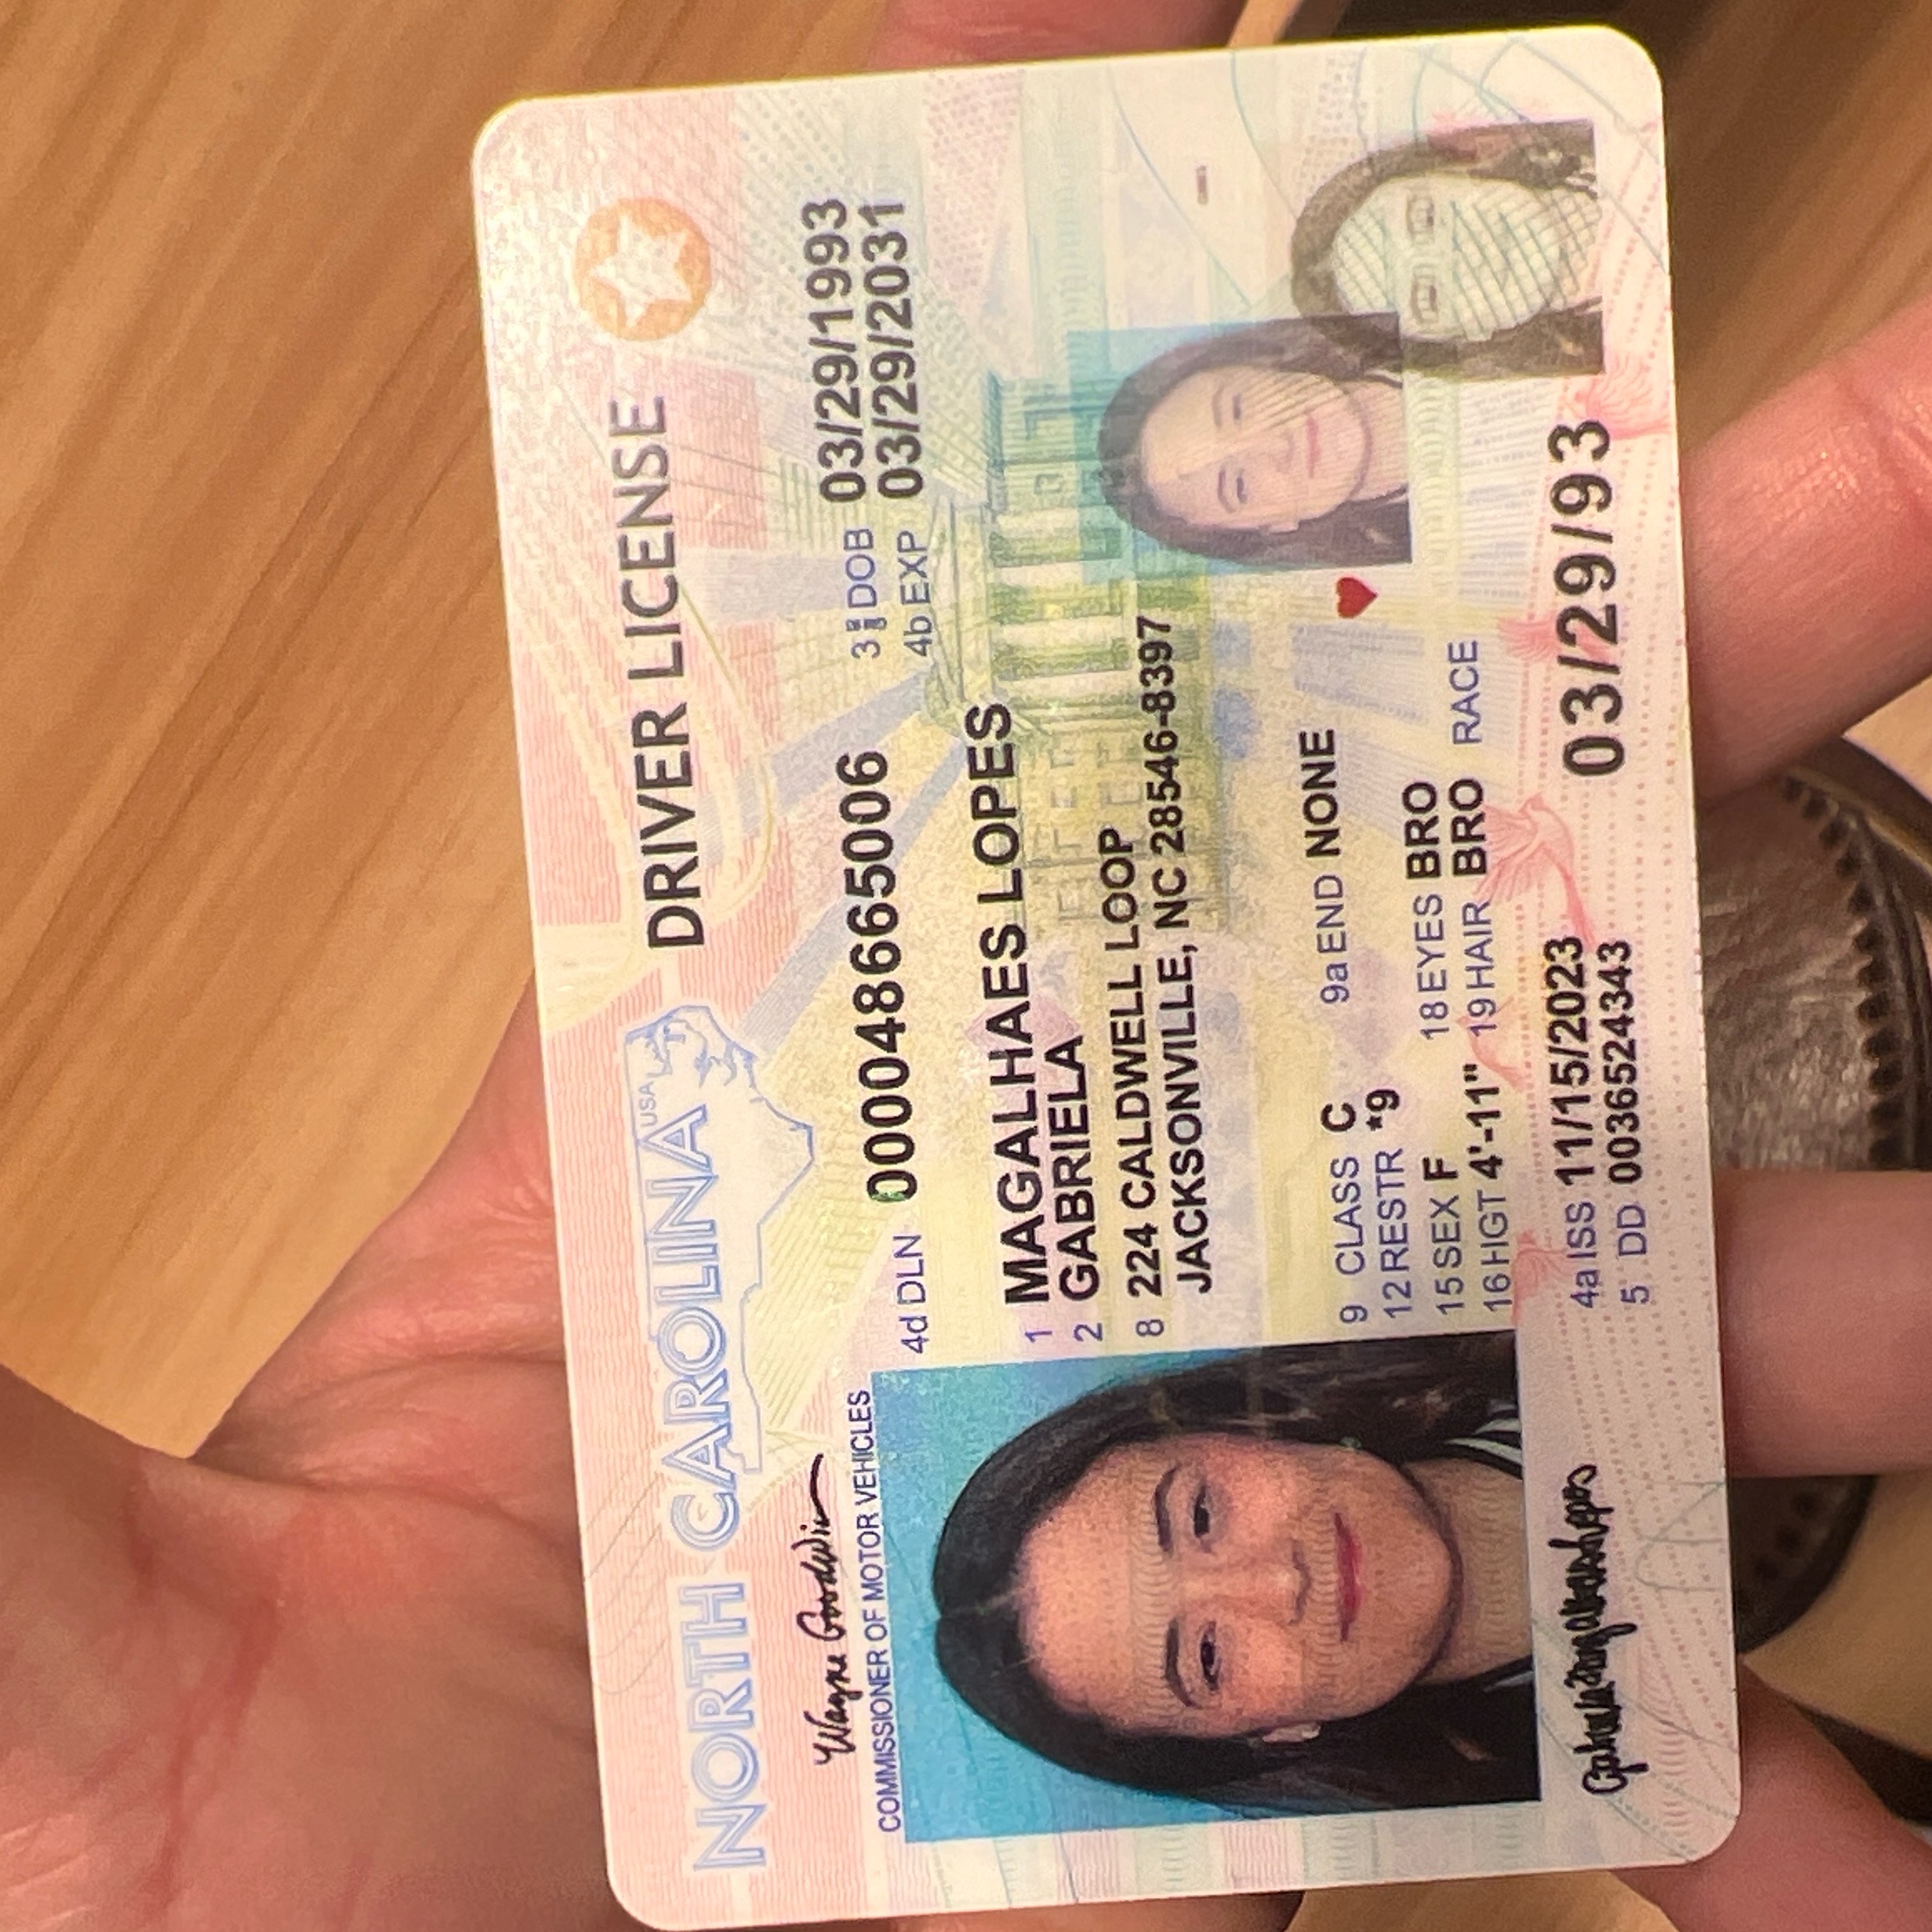 NORTH CAROLINA USA DRIVER LICENSE
Wayne Goodwin
COMMISSIONER OF MOTOR VEHICLES
4d DLN 000048665006
3 DOB 03/29/1993
4b EXP 03/29/2031
1 MAGALHAES LOPES
2 GABRIELA
8 224 CALDWELL LOOP
JACKSONVILLE, NC 28546-8397
9 CLASS C 9a END NONE
12 RESTR *9
15 SEX F 18 EYES BRO
16 HGT 4'-11" 19 HAIR BRO RACE
4a ISS 11/15/2023
5 DD 0036524343
03/29/93